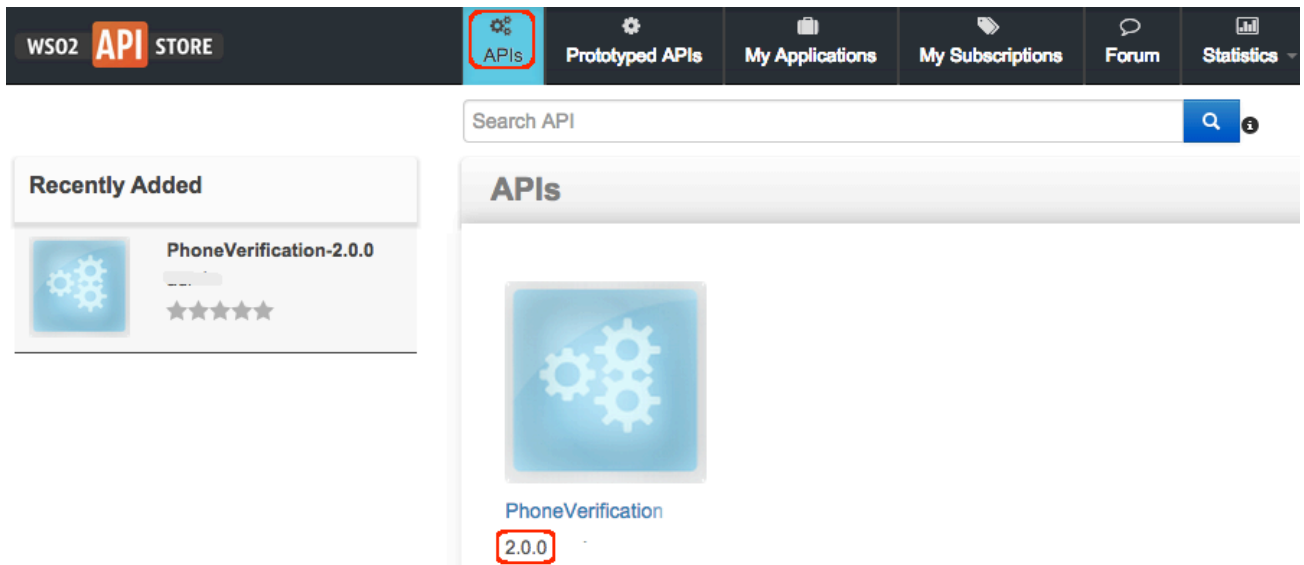 WSO2 API STORE
APIs
Prototyped APIs
My Applications
My Subscriptions
Forum
Statistics
Search API
Recently Added
PhoneVerification-2.0.0
APIs
PhoneVerification
2.0.0